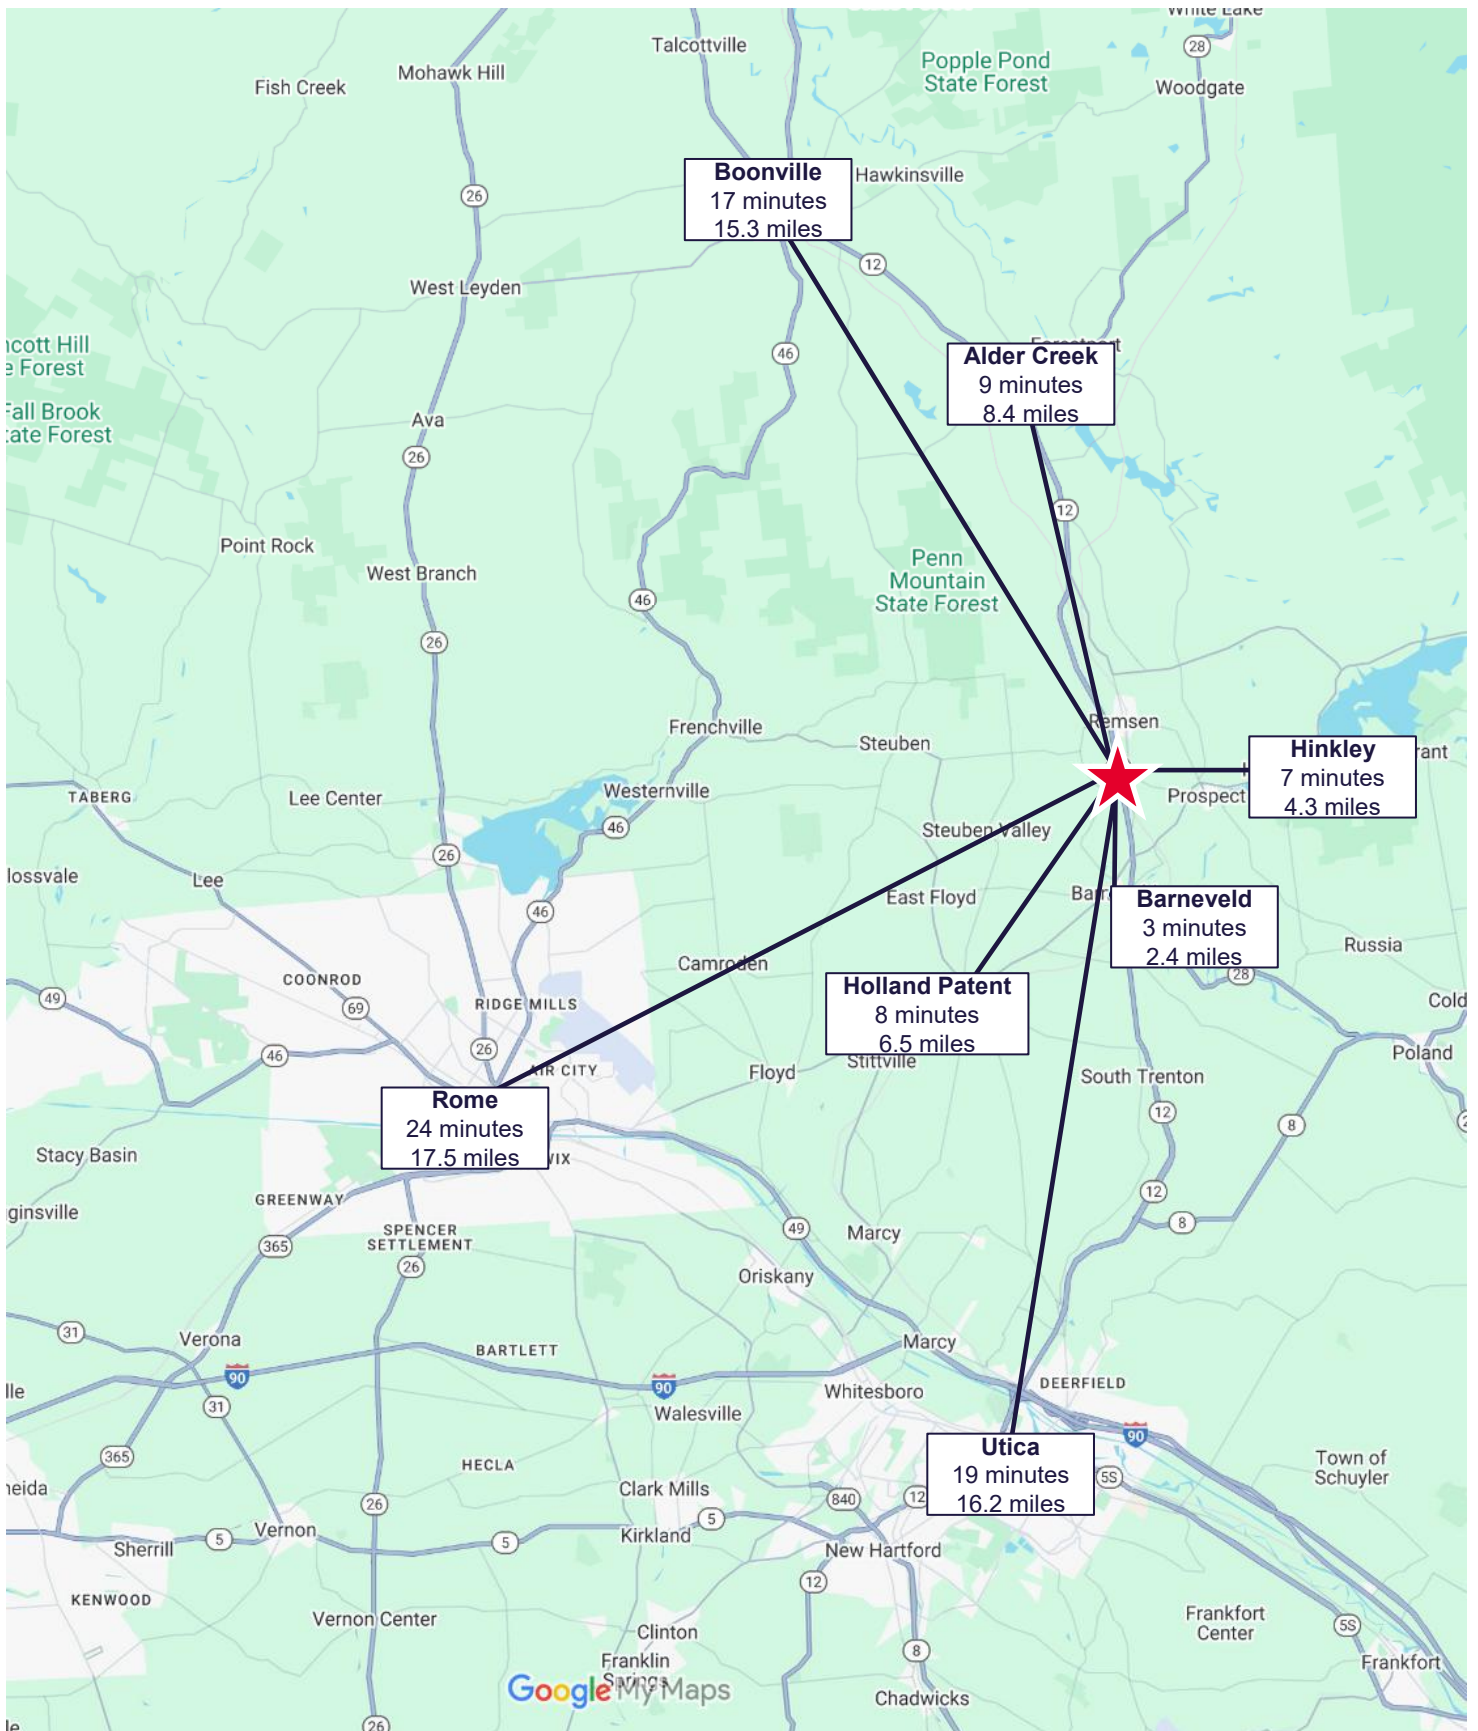 White Lake
Talcottville
28
Popple Pond
State Forest
Mohawk Hill
Fish Creek
Woodgate
Boonville
17 minutes
15.3 miles
Hawkinsville
26
12
West Leyden
Alder Creek
9 minutes
8.4 miles
46
ncott Hill
e Forest
Fall Brook
tate Forest
Ava
26
12
Point Rock
Penn
Mountain
State Forest
West Branch
46
26
Remsen
Frenchville
Steuben
Hinkley
7 minutes
4.3 miles
rant
Prospect
TABERG
Lee Center
Westernville
46
Steuben Valley
26
lossvale
Lee
East Floyd
Barneveld
3 minutes
2.4 miles
Barn
46
Russia
Camroden
28
COONROD
49
69
RIDGE MILLS
Holland Patent
8 minutes
6.5 miles
Cold
26
46
Stittville
Poland
AIR CITY
Floyd
South Trenton
Rome
24 minutes
17.5 miles
12
8
2
Stacy Basin
WIX
GREENWAY
12
ginsville
8
SPENCER
SETTLEMENT
49
Marcy
365
26
Oriskany
31
Verona
BARTLETT
Marcy
90
90
lle
DEERFIELD
Whitesboro
31
Walesville
90
Utica
19 minutes
16.2 miles
365
HECLA
Town of
Schuyler
neida
Clark Mills
5S
26
840
12
5
Vernon
Kirkland
5
5
Sherrill
New Hartford
12
KENWOOD
Vernon Center
Frankfort
Center
5S
Clinton
8
Franklin
Springs
Frankfort
Google My Maps
Chadwicks
26
le